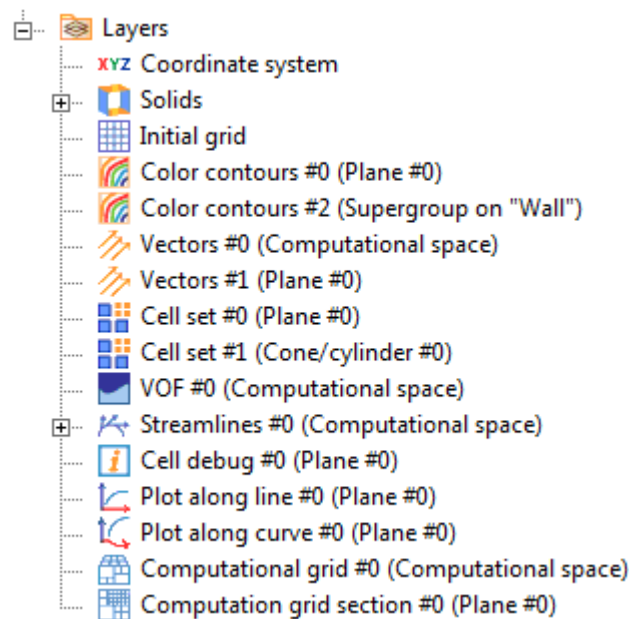 Layers
XYZ Coordinate system
Solids
Initial grid
Color contours #0 (Plane #0)
Color contours #2 (Supergroup on "Wall")
Vectors #0 (Computational space)
Vectors #1 (Plane #0)
Cell set #0 (Plane #0)
Cell set #1 (Cone/cylinder #0)
VOF #0 (Computational space)
Streamlines #0 (Computational space)
i Cell debug #0 (Plane #0)
Plot along line #0 (Plane #0)
Plot along curve #0 (Plane #0)
Computational grid #0 (Computational space)
Computation grid section #0 (Plane #0)